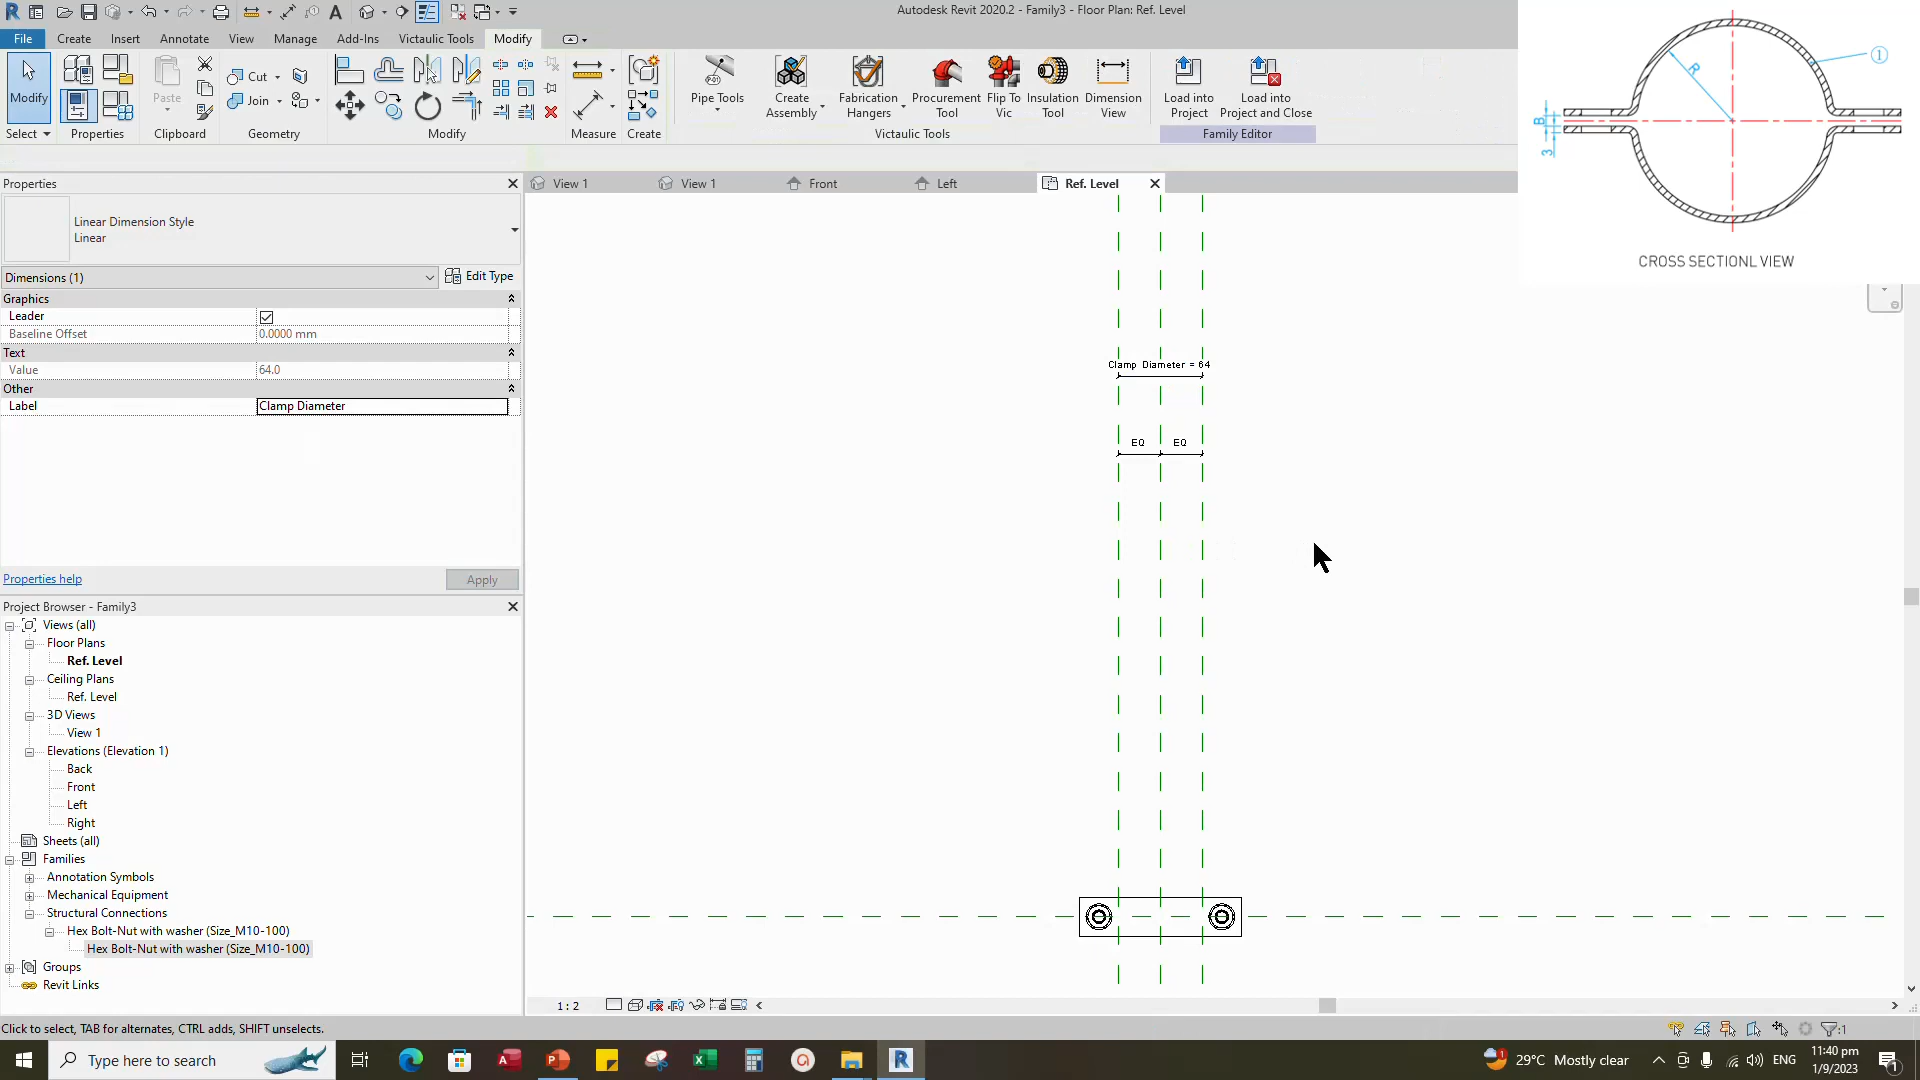 Autodesk Revit 2020.2 - Family3 - Floor Plan: Ref. Level
File Create Insert Annotate View Manage Add-Ins Victaulic Tools Modify
Modify
Paste
Cut
Join
Pipe Tools
Create Assembly
Fabrication Hangers
Procurement Tool
Flip To Vic
Insulation Tool
Dimension View
Load into Project
Load into Project and Close
Select Properties Clipboard Geometry Modify Measure Create Victaulic Tools Family Editor
Properties
View 1
View 1
Front
Left
Ref. Level
Linear Dimension Style
Linear
Dimensions (1)
Edit Type
Graphics
Leader
Baseline Offset 0.0000 mm
Text
Value 64.0
Other
Label Clamp Diameter
Properties help
Apply
Project Browser - Family3
Views (all)
Floor Plans
Ref. Level
Ceiling Plans
Ref. Level
3D Views
View 1
Elevations (Elevation 1)
Back
Front
Left
Right
Sheets (all)
Families
Annotation Symbols
Mechanical Equipment
Structural Connections
Hex Bolt-Nut with washer (Size_M10-100)
Hex Bolt-Nut with washer (Size_M10-100)
Groups
Revit Links
Clamp Diameter = 64
EQ EQ
R
1
B
3
CROSS SECTIONL VIEW
1 : 2
Click to select, TAB for alternates, CTRL adds, SHIFT unselects.
:1
Type here to search
29°C Mostly clear
ENG
11:40 pm
1/9/2023